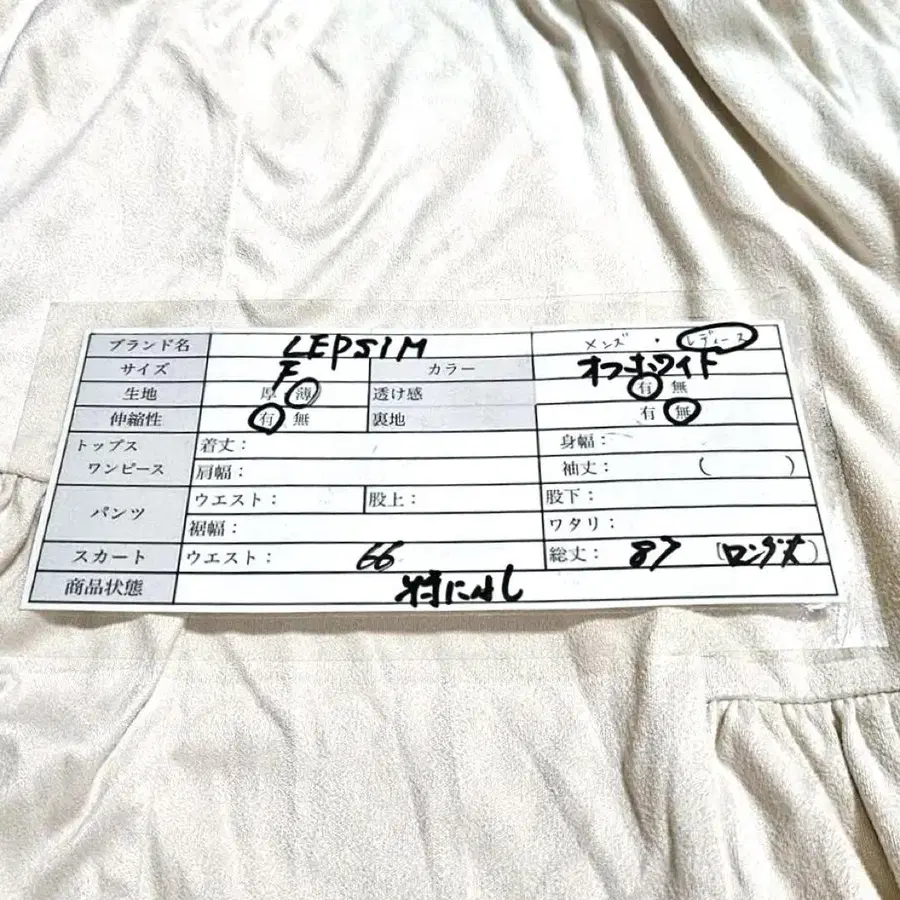 ブランド名 LEPSIM メンズ ・ レディース
サイズ F カラー オフホワイト
生地 厚 薄 透け感 有 無
伸縮性 有 無 裏地 有 無
トップス ワンピース 着丈： 身幅：
肩幅： 袖丈： ( )
パンツ ウエスト： 股上： 股下：
裾幅： ワタリ：
スカート ウエスト： 66 総丈： 87 (ロング丈)
商品状態 特になし